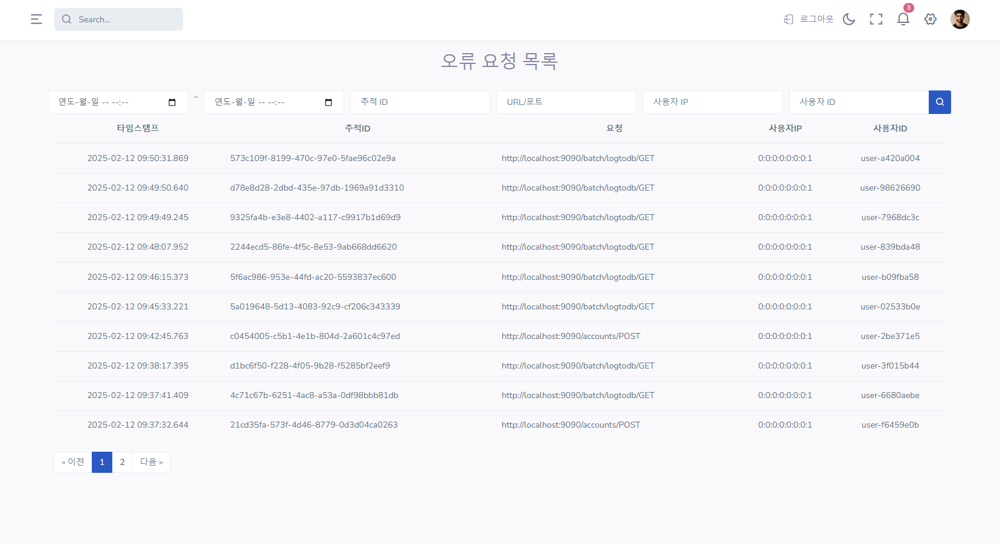 Search...
로그아웃
3
오류 요청 목록
연도-월-일 -- --:-- ~ 연도-월-일 -- --:-- 추적 ID URL/포트 사용자 IP 사용자 ID
타임스탬프 추적ID 요청 사용자IP 사용자ID
2025-02-12 09:50:31.869 573c109f-8199-470c-97e0-5fae96c02e9a http://localhost:9090/batch/logtodb/GET 0:0:0:0:0:0:0:1 user-a420a004
2025-02-12 09:49:50.640 d78e8d28-2dbd-435e-97db-1969a91d3310 http://localhost:9090/batch/logtodb/GET 0:0:0:0:0:0:0:1 user-98626690
2025-02-12 09:49:49.245 9325fa4b-e3e8-4402-a117-c9917b1d69d9 http://localhost:9090/batch/logtodb/GET 0:0:0:0:0:0:0:1 user-7968dc3c
2025-02-12 09:48:07.952 2244ecd5-86fe-4f5c-8e53-9ab668dd6620 http://localhost:9090/batch/logtodb/GET 0:0:0:0:0:0:0:1 user-839bda48
2025-02-12 09:46:15.373 5f6ac986-953e-44fd-ac20-5593837ec600 http://localhost:9090/batch/logtodb/GET 0:0:0:0:0:0:0:1 user-b09fba58
2025-02-12 09:45:33.221 5a019648-5d13-4083-92c9-cf206c343339 http://localhost:9090/batch/logtodb/GET 0:0:0:0:0:0:0:1 user-02533b0e
2025-02-12 09:42:45.763 c0454005-c5b1-4e1b-804d-2a601c4c97ed http://localhost:9090/accounts/POST 0:0:0:0:0:0:0:1 user-2be371e5
2025-02-12 09:38:17.395 d1bc6f50-f228-4f05-9b28-f5285bf2eef9 http://localhost:9090/batch/logtodb/GET 0:0:0:0:0:0:0:1 user-3f015b44
2025-02-12 09:37:41.409 4c71c67b-6251-4ac8-a53a-0df98bbb81db http://localhost:9090/batch/logtodb/GET 0:0:0:0:0:0:0:1 user-6680aebe
2025-02-12 09:37:32.644 21cd35fa-573f-4d46-8779-0d3d04ca0263 http://localhost:9090/accounts/POST 0:0:0:0:0:0:0:1 user-f6459e0b
« 이전 1 2 다음 »